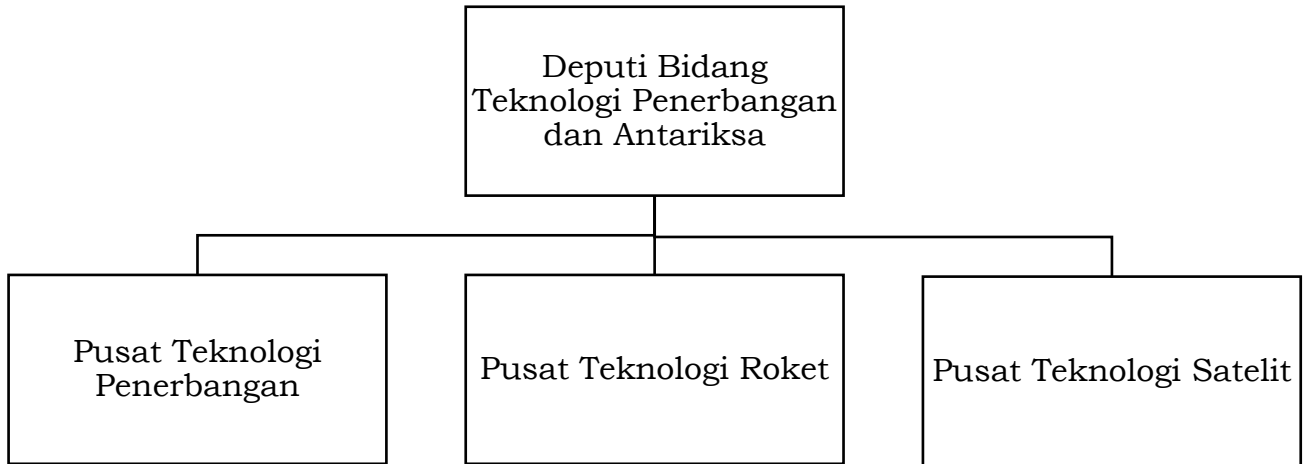 Deputi Bidang
Teknologi Penerbangan
dan Antariksa
Pusat Teknologi
Penerbangan
Pusat Teknologi Roket
Pusat Teknologi Satelit